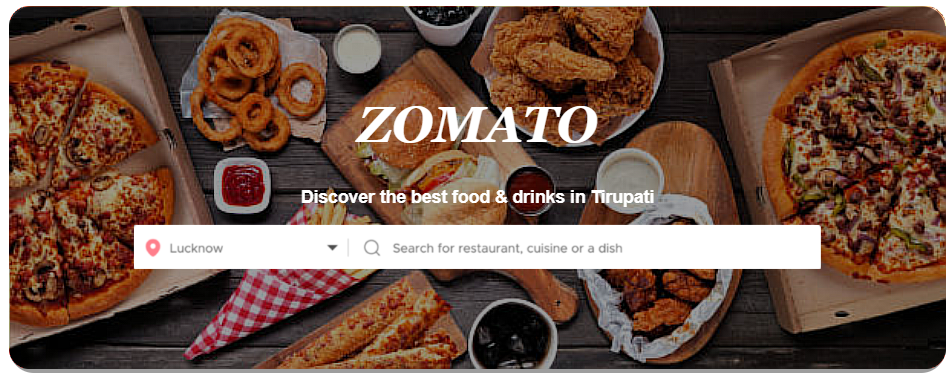 ZOMATO
Discover the best food & drinks in Tirupati
Lucknow
Search for restaurant, cuisine or a dish